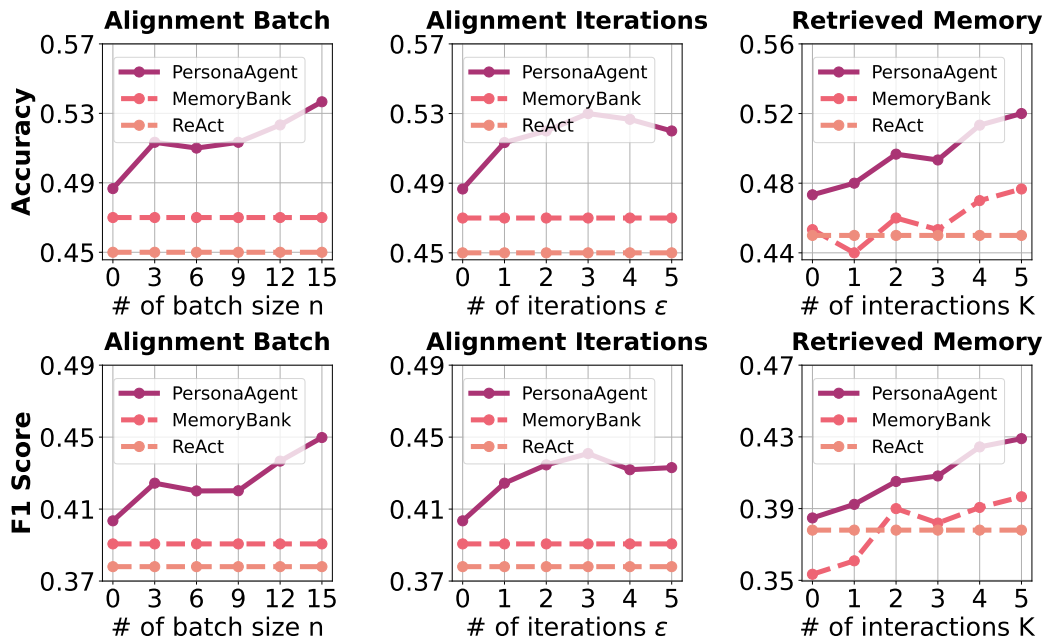 Alignment Batch
Alignment Iterations
Retrieved Memory
Accuracy
0.57
0.53
0.49
0.45
PersonaAgent
MemoryBank
ReAct
0 3 6 9 12 15
# of batch size n
0.57
0.53
0.49
0.45
PersonaAgent
MemoryBank
ReAct
0 1 2 3 4 5
# of iterations ε
0.56
0.52
0.48
0.44
PersonaAgent
MemoryBank
ReAct
0 1 2 3 4 5
# of interactions K
Alignment Batch
Alignment Iterations
Retrieved Memory
F1 Score
0.49
0.45
0.41
0.37
PersonaAgent
MemoryBank
ReAct
0 3 6 9 12 15
# of batch size n
0.49
0.45
0.41
0.37
PersonaAgent
MemoryBank
ReAct
0 1 2 3 4 5
# of iterations ε
0.47
0.43
0.39
0.35
PersonaAgent
MemoryBank
ReAct
0 1 2 3 4 5
# of interactions K